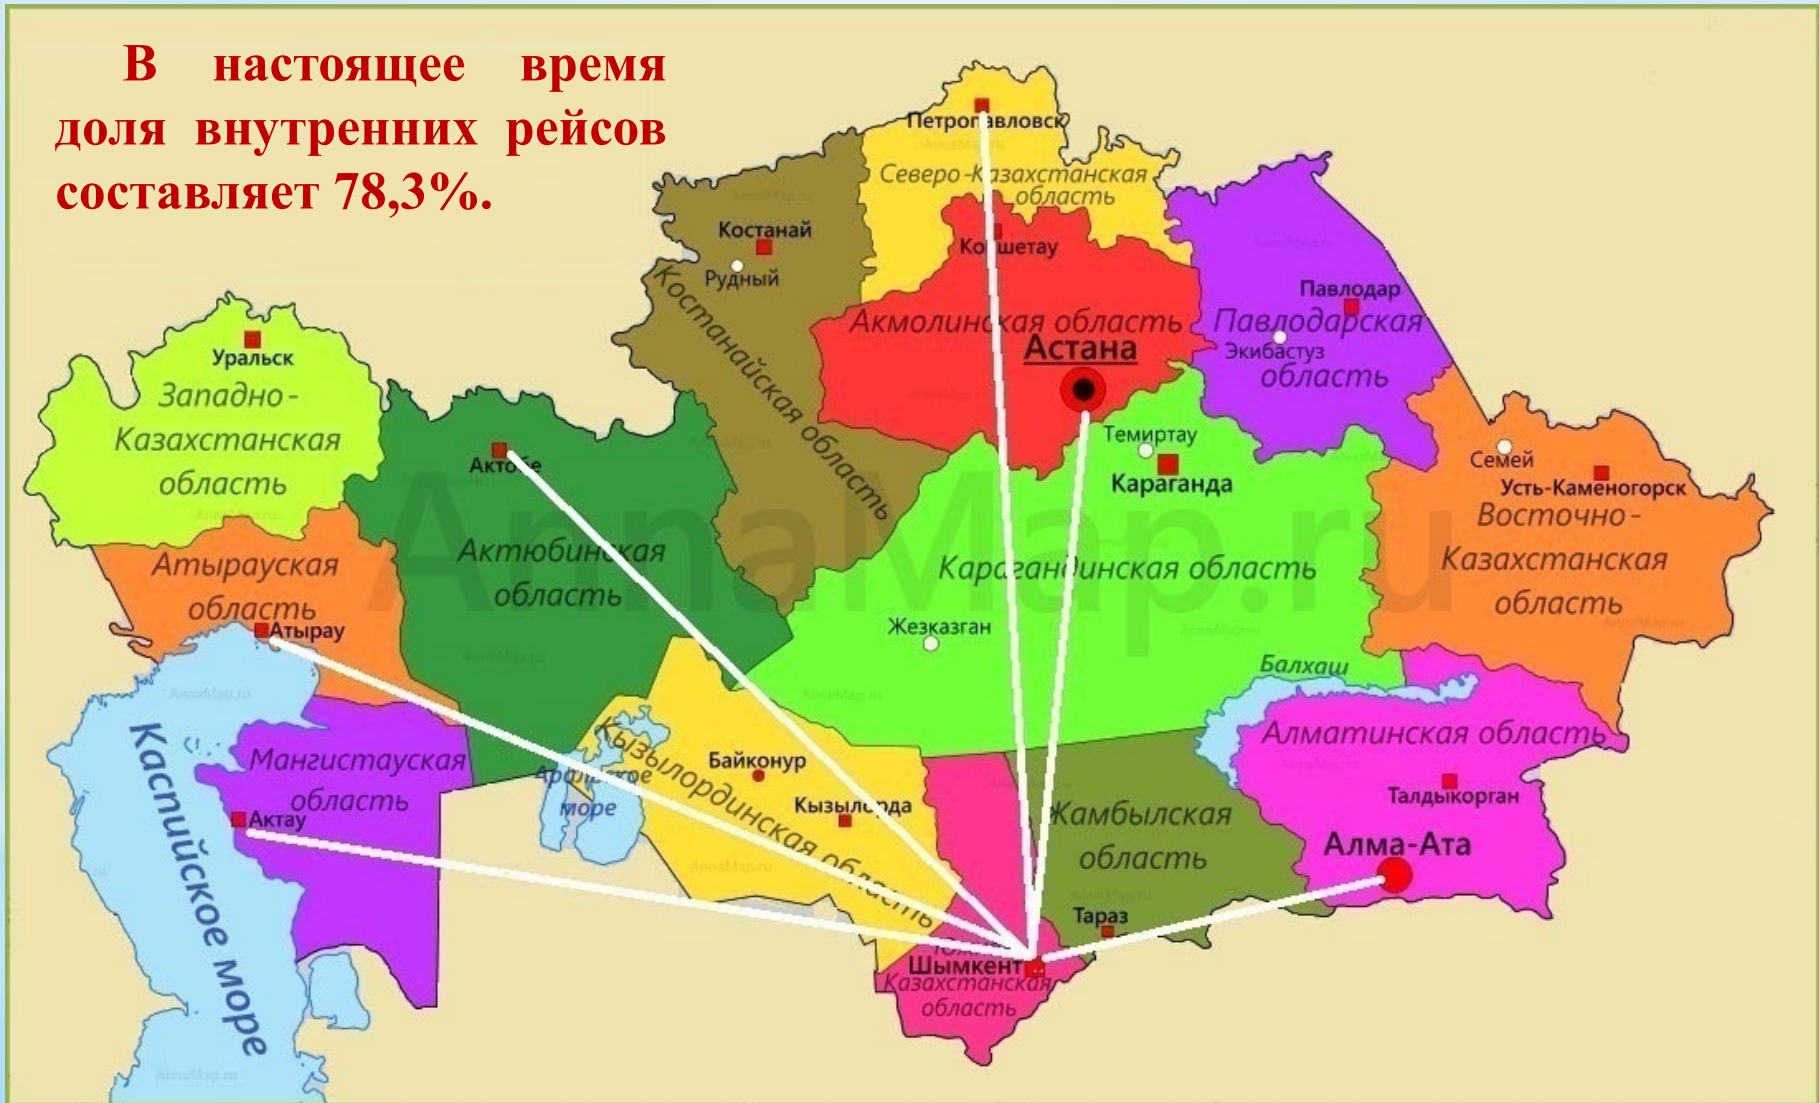 В настоящее время
доля внутренних рейсов
составляет 78,3%.
Петропавловск
Северо-Казахстанская
область
Костанай
Рудный
Костанайская область
Кокшетау
Акмолинская область
Астана
Павлодар
Павлодарская
Экибастуз
область
Уральск
Западно-
Казахстанская
область
Актобе
Актюбинская
область
Темиртау
Караганда
Карагандинская область
Жезказган
Семей
Усть-Каменогорск
Восточно-
Казахстанская
область
Атырауская
область
Атырау
Балхаш
Алматинская область
Талдыкорган
Алма-Ата
Мангистауская
область
Актау
Каспийское море
Аральское
море
Байконур
Кызылорда
Кызылординская область
Жамбылская
область
Тараз
Шымкент
Казахстанская
область
AnnaMap.ru